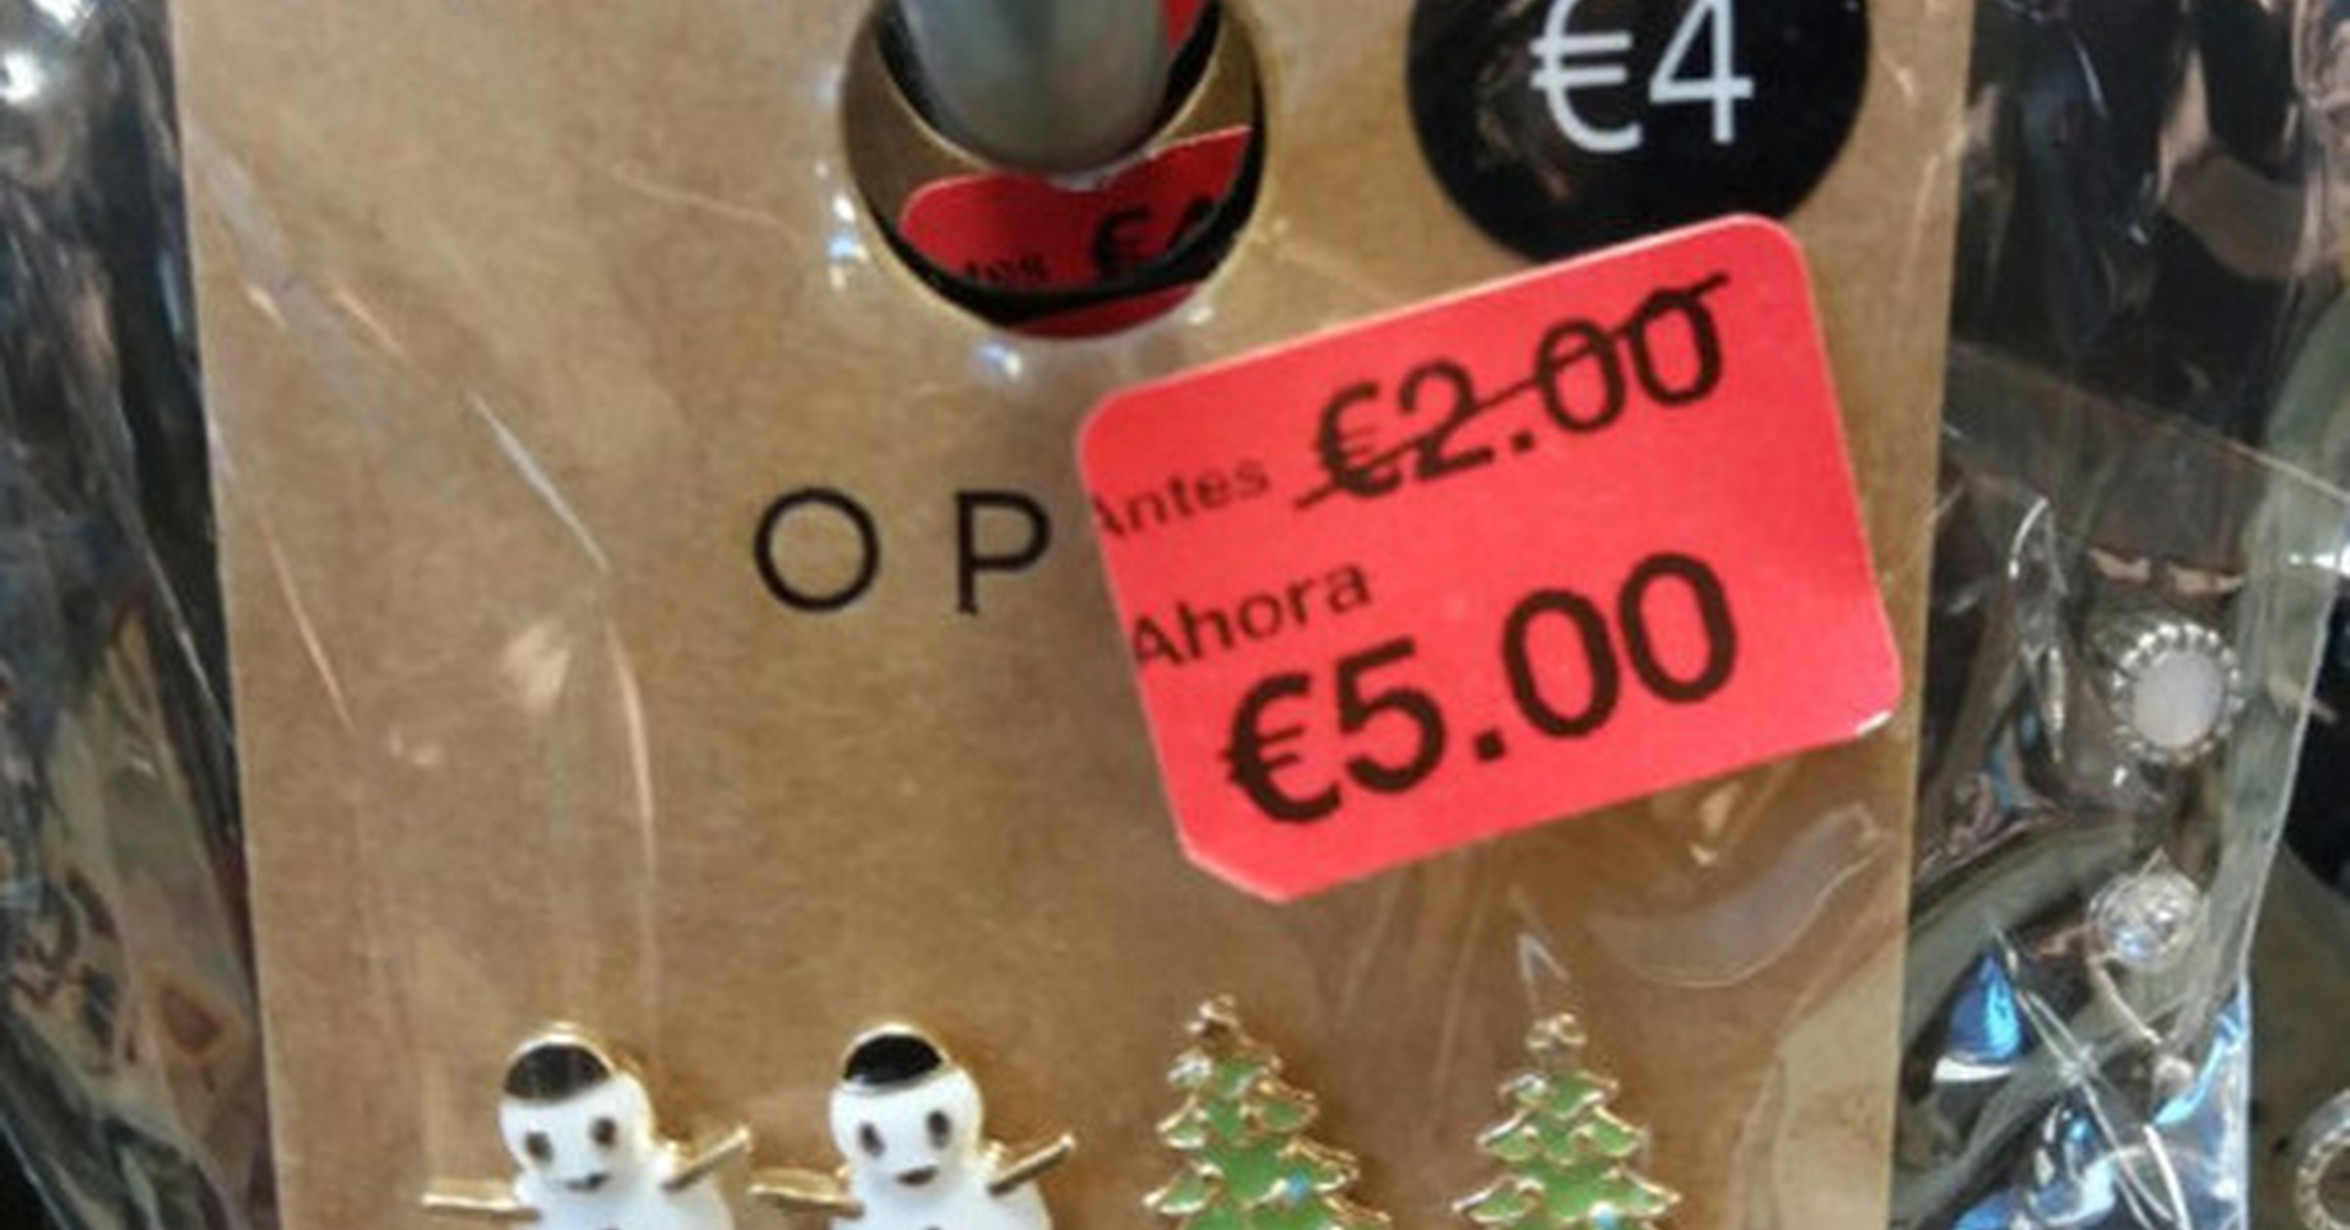 €4
Antes €2.00
Ahora
€5.00
OP